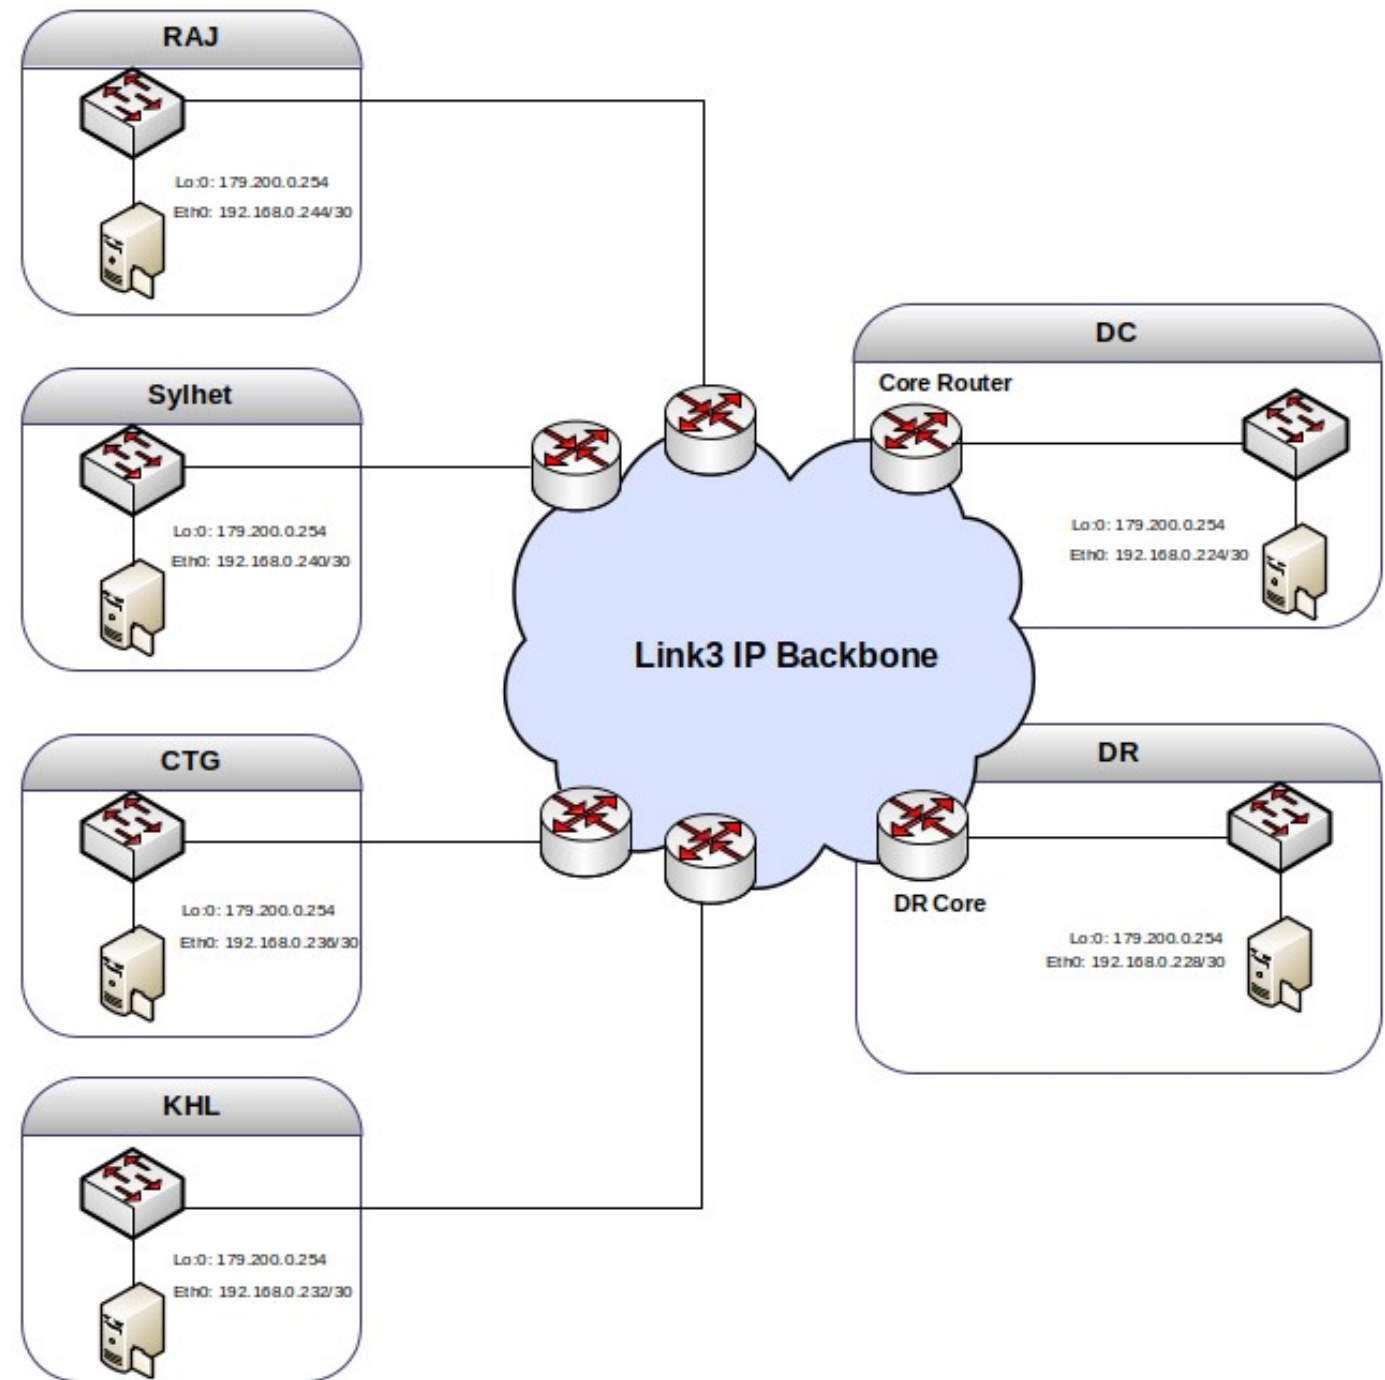 RAJ
Lo:0: 179.200.0.254
Eth0: 192.168.0.244/30
Sylhet
Lo:0: 179.200.0.254
Eth0: 192.168.0.240/30
CTG
Lo:0: 179.200.0.254
Eth0: 192.168.0.236/30
KHL
Lo:0: 179.200.0.254
Eth0: 192.168.0.232/30
Link3 IP Backbone
DC
Core Router
Lo:0: 179.200.0.254
Eth0: 192.168.0.224/30
DR
DR Core
Lo:0: 179.200.0.254
Eth0: 192.168.0.228/30